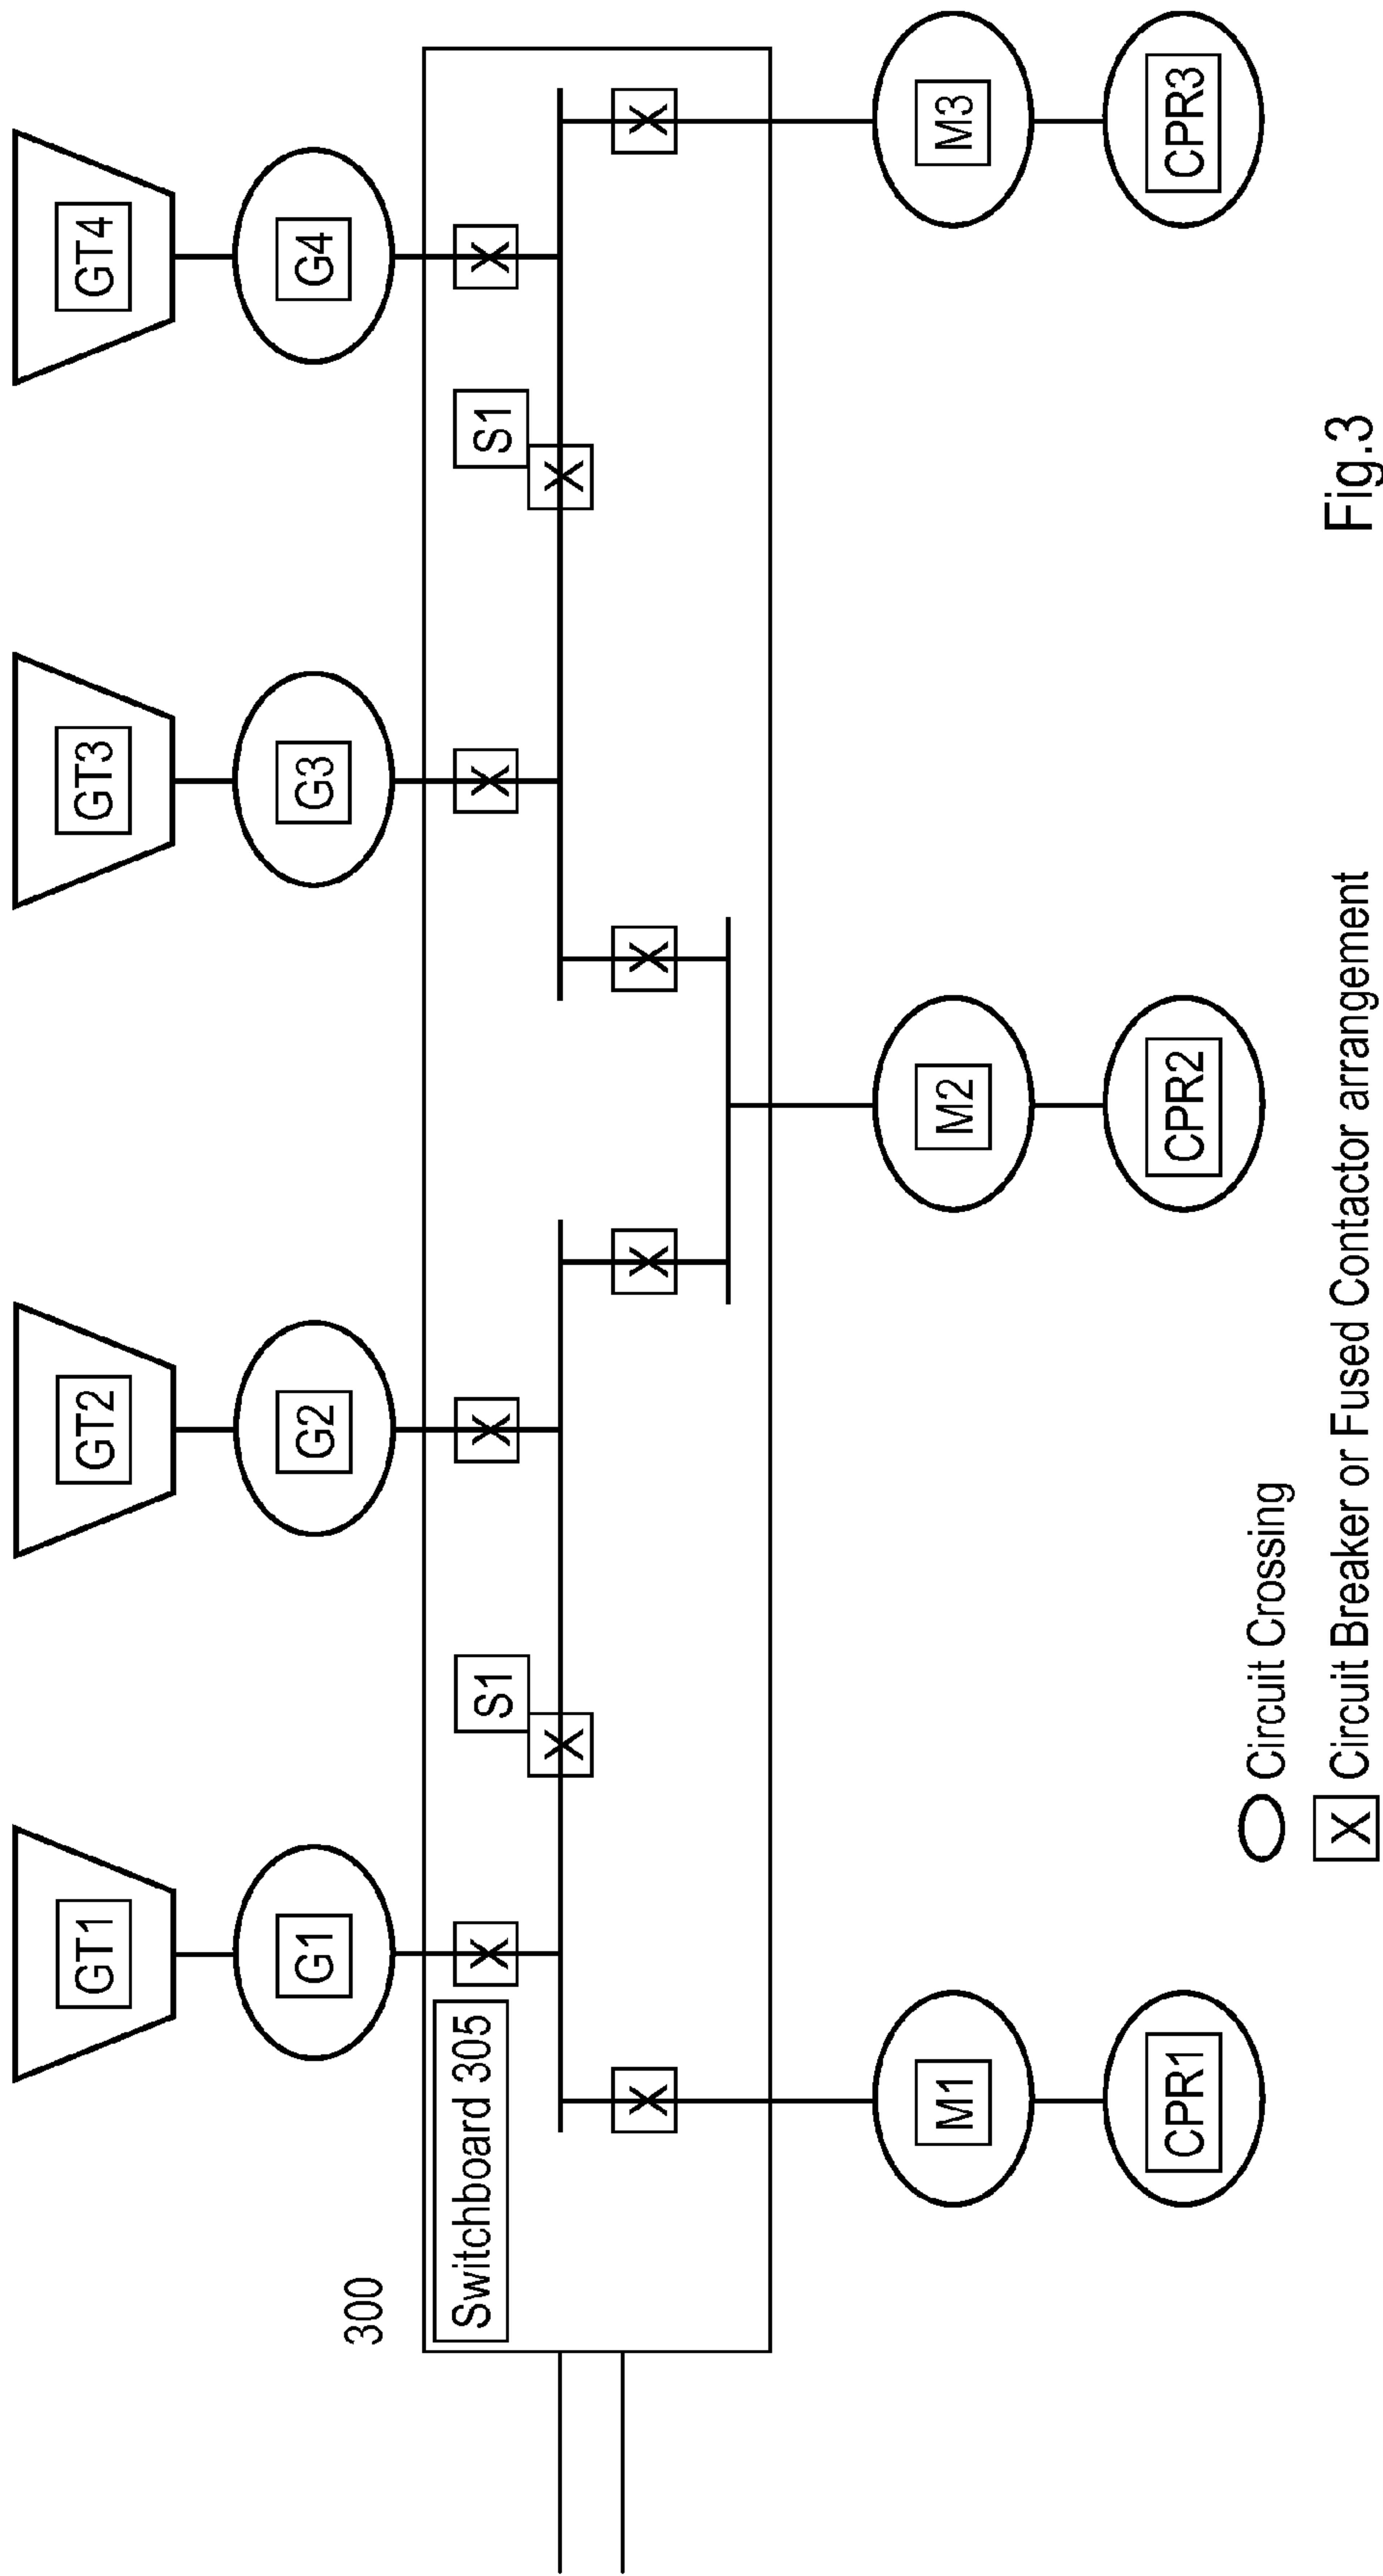 GT1
GT2
GT3
GT4
G1
G2
G3
G4
300
Switchboard 305
X
X
X
X
S1
S1
X
X
X
X
X
X
M1
M2
M3
CPR1
CPR2
CPR3
Circuit Crossing
X Circuit Breaker or Fused Contactor arrangement
Fig.3